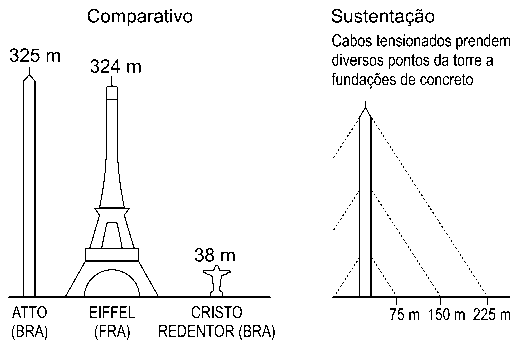 Comparativo
325 m
324 m
38 m
ATTO
(BRA)
EIFFEL
(FRA)
CRISTO
REDENTOR (BRA)
Sustentação
Cabos tensionados prendem
diversos pontos da torre a
fundações de concreto
75 m 150 m 225 m